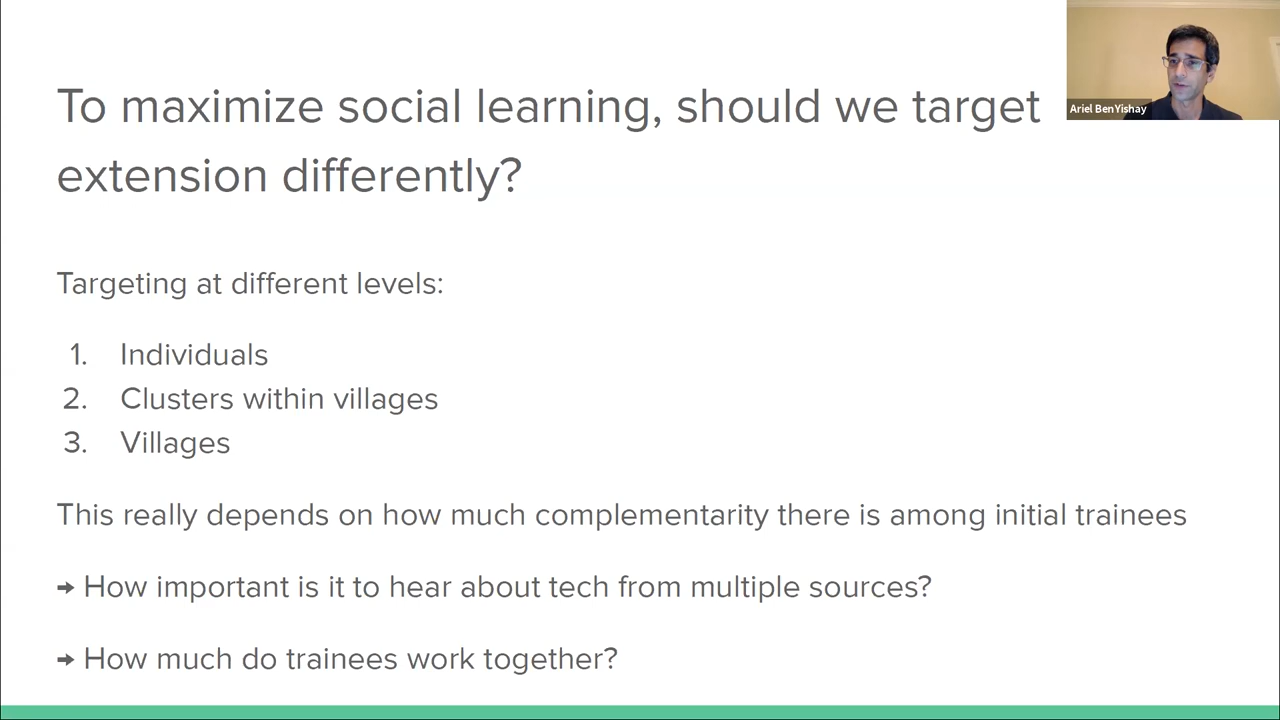 To maximize social learning, should we target
extension differently?
Ariel BenYishay
Targeting at different levels:
1. Individuals
2. Clusters within villages
3. Villages
This really depends on how much complementarity there is among initial trainees
→ How important is it to hear about tech from multiple sources?
→ How much do trainees work together?